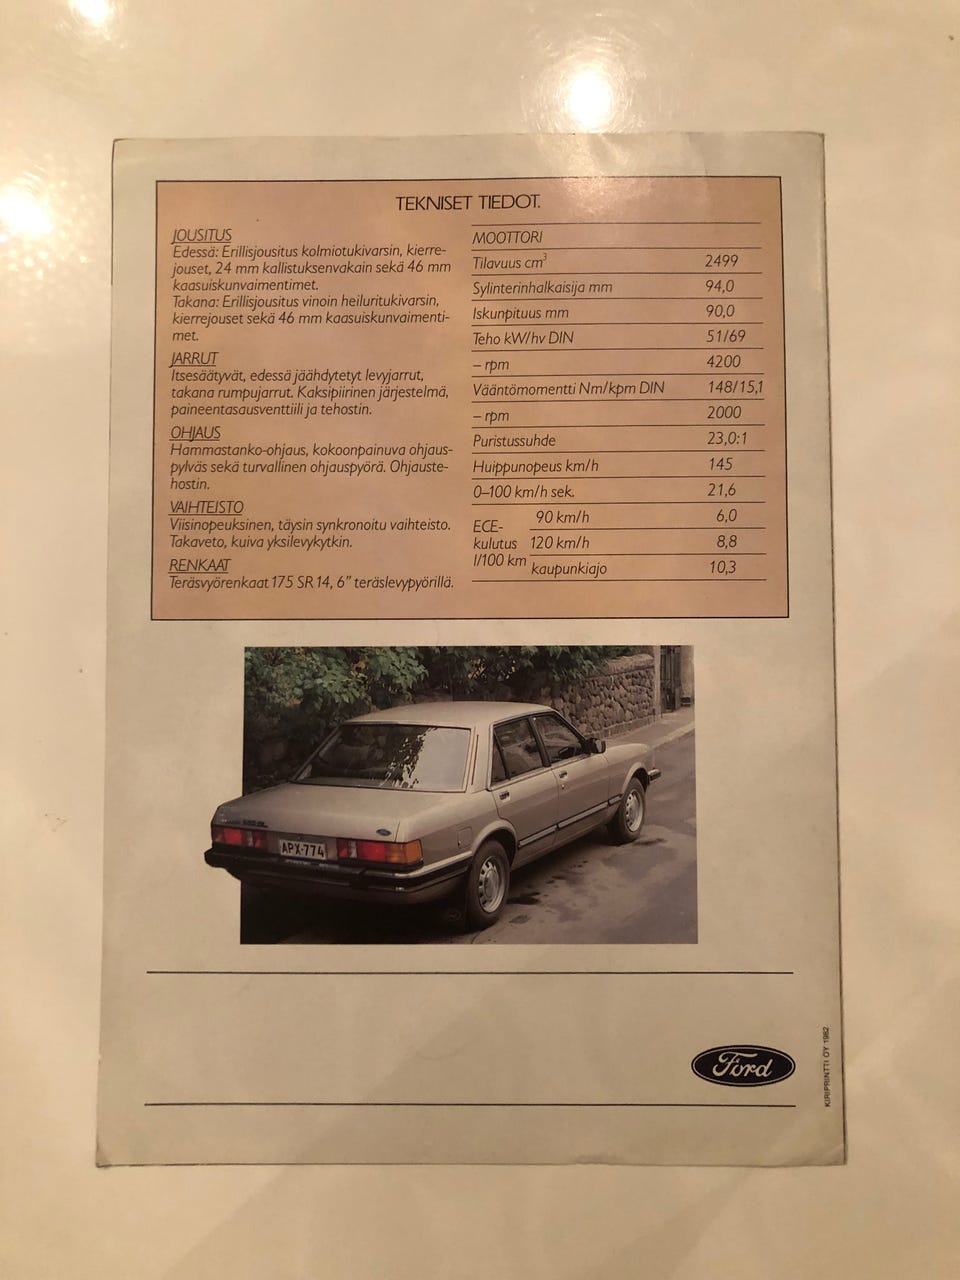 TEKNISET TIEDOT.
JOUSITUS
Edessä: Erillisjousitus kolmiotukivarsin, kierre-
jouset, 24 mm kallistuksenvakain sekä 46 mm
kaasuiskunvaimentimet.
Takana: Erillisjousitus vinoin heiluritukivarsin,
kierrejouset sekä 46 mm kaasuiskunvaimenti-
met.
JARRUT
Itsesäätyvät, edessä jäähdytetyt levyjarrut,
takana rumpujarrut. Kaksipiirinen järjestelmä,
paineentasausventtiili ja tehostin.
OHJAUS
Hammastanko-ohjaus, kokoonpainuva ohjaus-
pylväs sekä turvallinen ohjauspyörä. Ohjauste-
hostin.
VAIHTEISTO
Viisinopeuksinen, täysin synkronoitu vaihteisto.
Takaveto, kuiva yksilevykytkin.
RENKAAT
Teräsvyörenkaat 175 SR 14, 6" teräslevypyörillä.
MOOTTORI
Tilavuus cm³ 2499
Sylinterinhalkaisija mm 94,0
Iskunpituus mm 90,0
Teho kW/hv DIN 51/69
– rpm 4200
Vääntömomentti Nm/kpm DIN 148/15,1
– rpm 2000
Puristussuhde 23,0:1
Huippunopeus km/h 145
0–100 km/h sek. 21,6
ECE-
kulutus
l/100 km
90 km/h 6,0
120 km/h 8,8
kaupunkiajo 10,3
APX-774
Ford
KIRIPRINTTI OY 1982